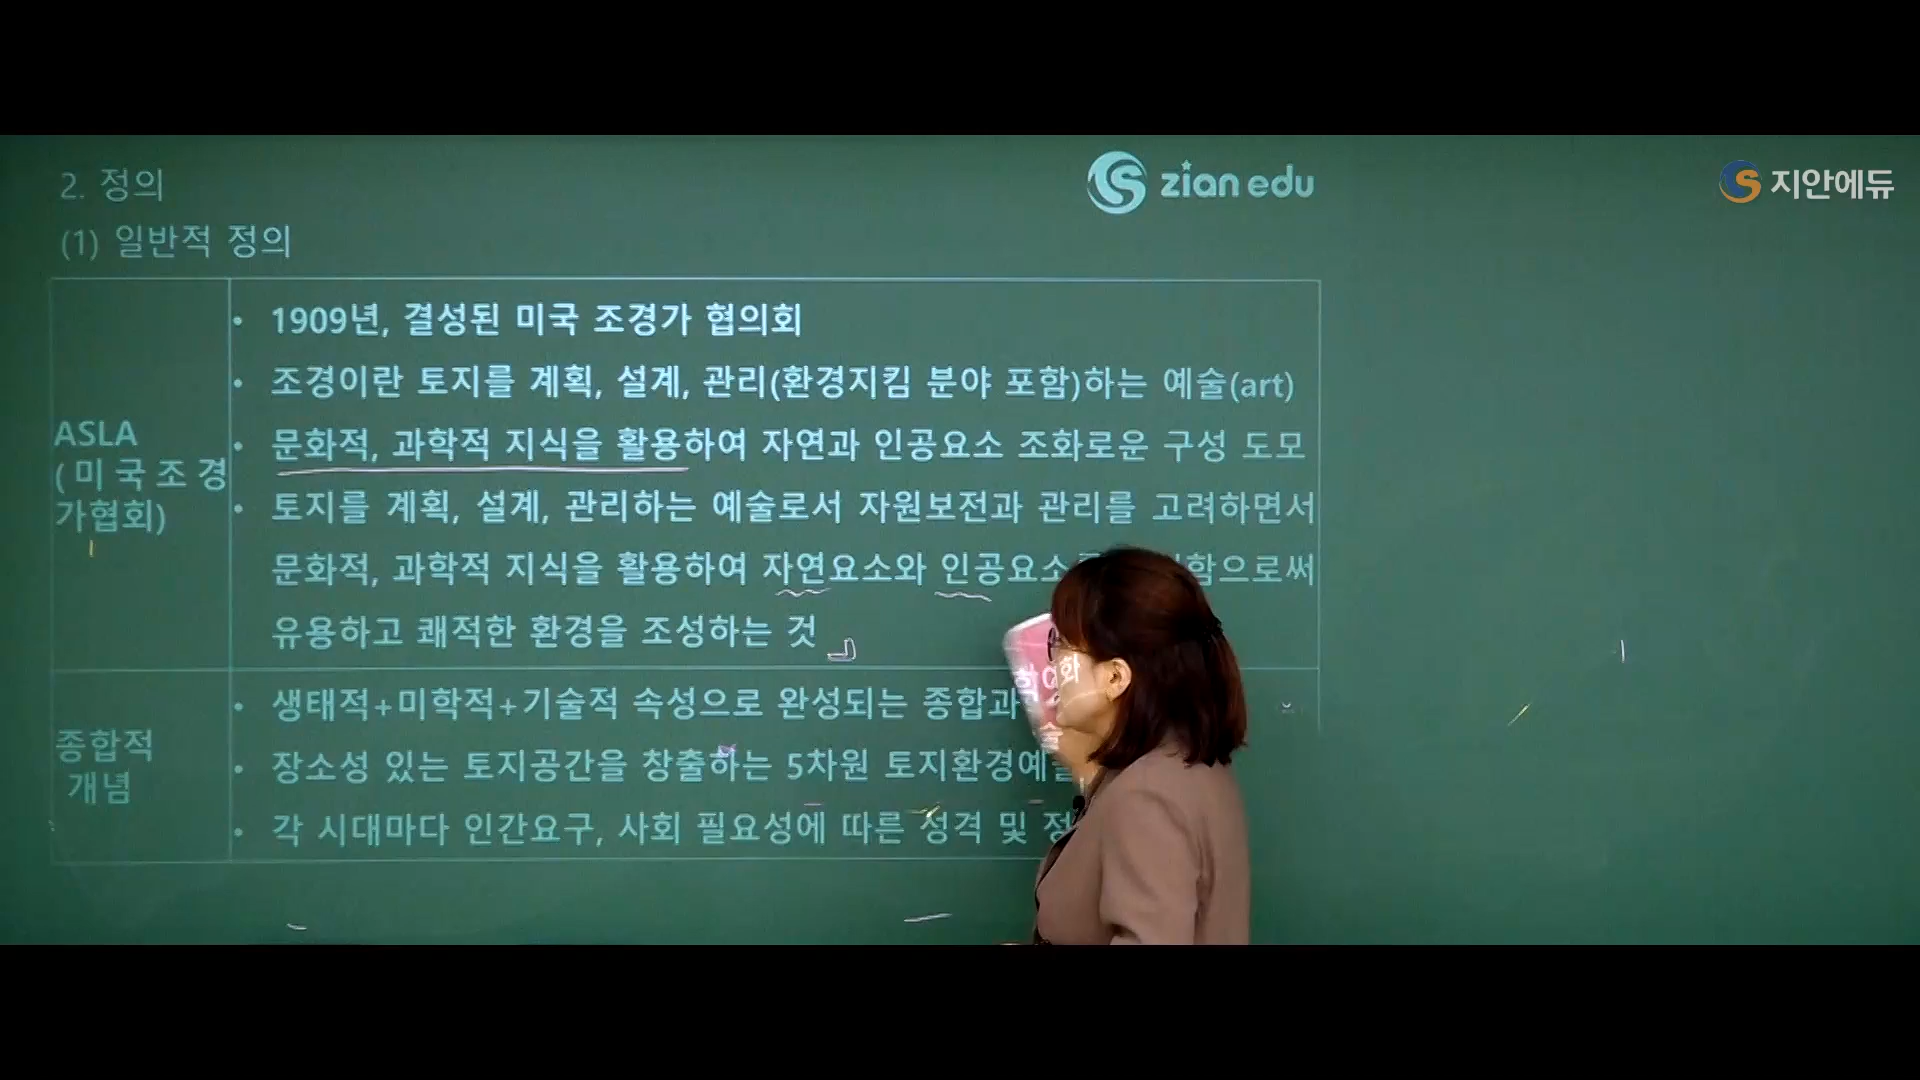 2. 정의
zian edu
지안에듀
(1) 일반적 정의
ASLA
(미국조경
가협회)
• 1909년, 결성된 미국 조경가 협의회
• 조경이란 토지를 계획, 설계, 관리(환경지킴 분야 포함)하는 예술(art)
• 문화적, 과학적 지식을 활용하여 자연과 인공요소 조화로운 구성 도모
• 토지를 계획, 설계, 관리하는 예술로서 자원보전과 관리를 고려하면서
문화적, 과학적 지식을 활용하여 자연요소와 인공요소 함으로써
유용하고 쾌적한 환경을 조성하는 것
종합적
개념
• 생태적+미학적+기술적 속성으로 완성되는 종합과
• 장소성 있는 토지공간을 창출하는 5차원 토지환경예
• 각 시대마다 인간요구, 사회 필요성에 따른 성격 및